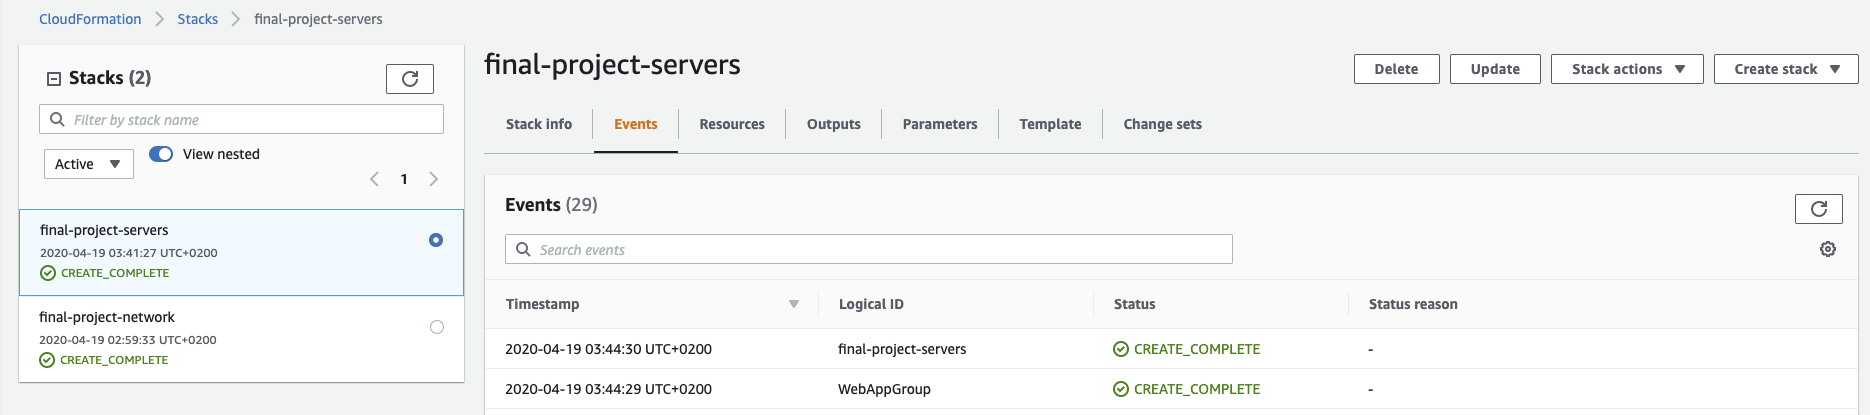 CloudFormation > Stacks > final-project-servers
Stacks (2)
Filter by stack name
Active
View nested
1
final-project-servers
2020-04-19 03:41:27 UTC+0200
CREATE_COMPLETE
final-project-network
2020-04-19 02:59:33 UTC+0200
CREATE_COMPLETE
final-project-servers
Delete Update Stack actions Create stack
Stack info Events Resources Outputs Parameters Template Change sets
Events (29)
Search events
Timestamp Logical ID Status Status reason
2020-04-19 03:44:30 UTC+0200 final-project-servers CREATE_COMPLETE -
2020-04-19 03:44:29 UTC+0200 WebAppGroup CREATE_COMPLETE -